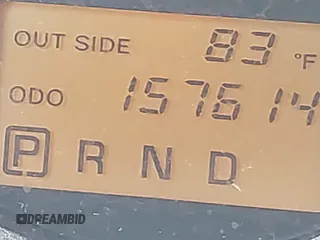 OUT SIDE 83 °F
ODO 157614
P R N D
DREAMBID